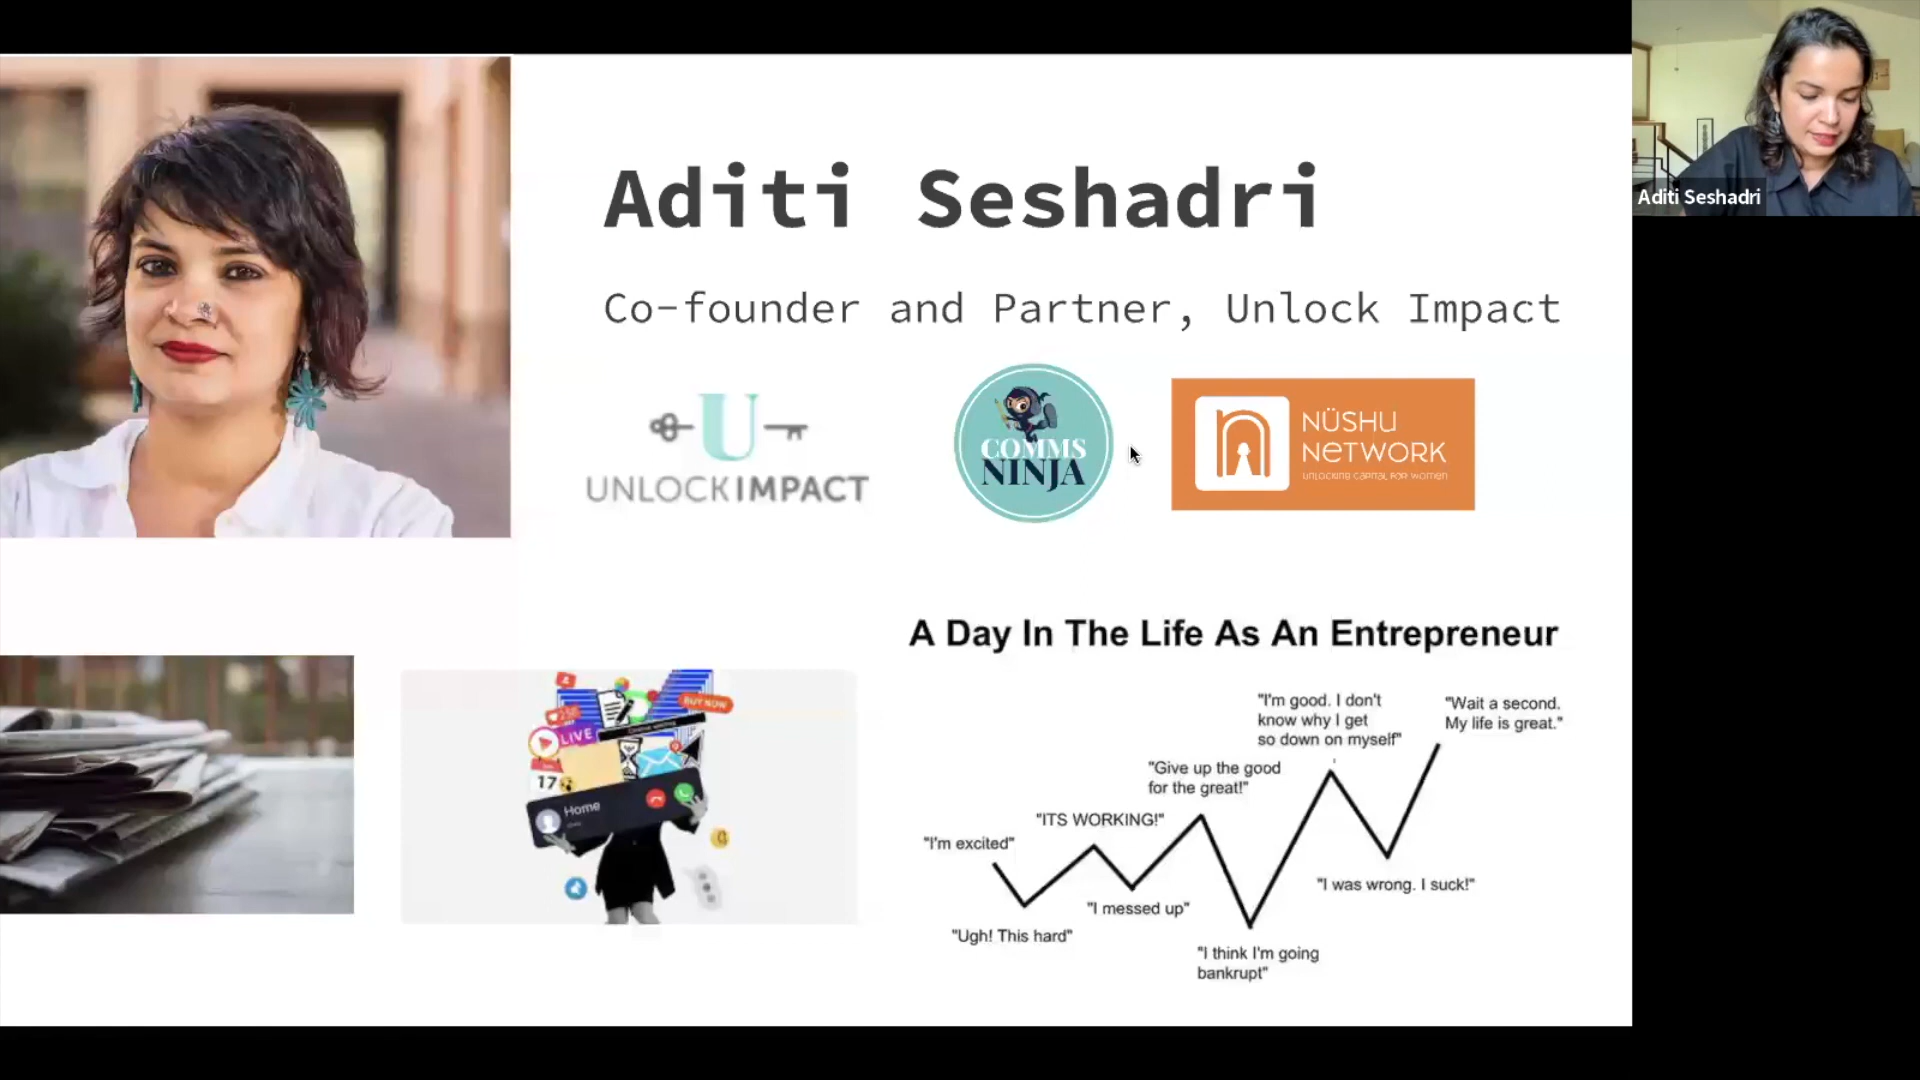 Aditi Seshadri
Co-founder and Partner, Unlock Impact
U
UNLOCKIMPACT
COMMS
NINJA
n
NÜSHU
NETWORK
UNLOCKING CAPITAL FOR WOMEN
Aditi Seshadri
BUY NOW
LIVE
17
Home
A Day In The Life As An Entrepreneur
"I'm excited"
"Ugh! This hard"
"ITS WORKING!"
"I messed up"
"Give up the good
for the great!"
"I think I'm going
bankrupt"
"I'm good. I don't
know why I get
so down on myself"
"I was wrong. I suck!"
"Wait a second.
My life is great."